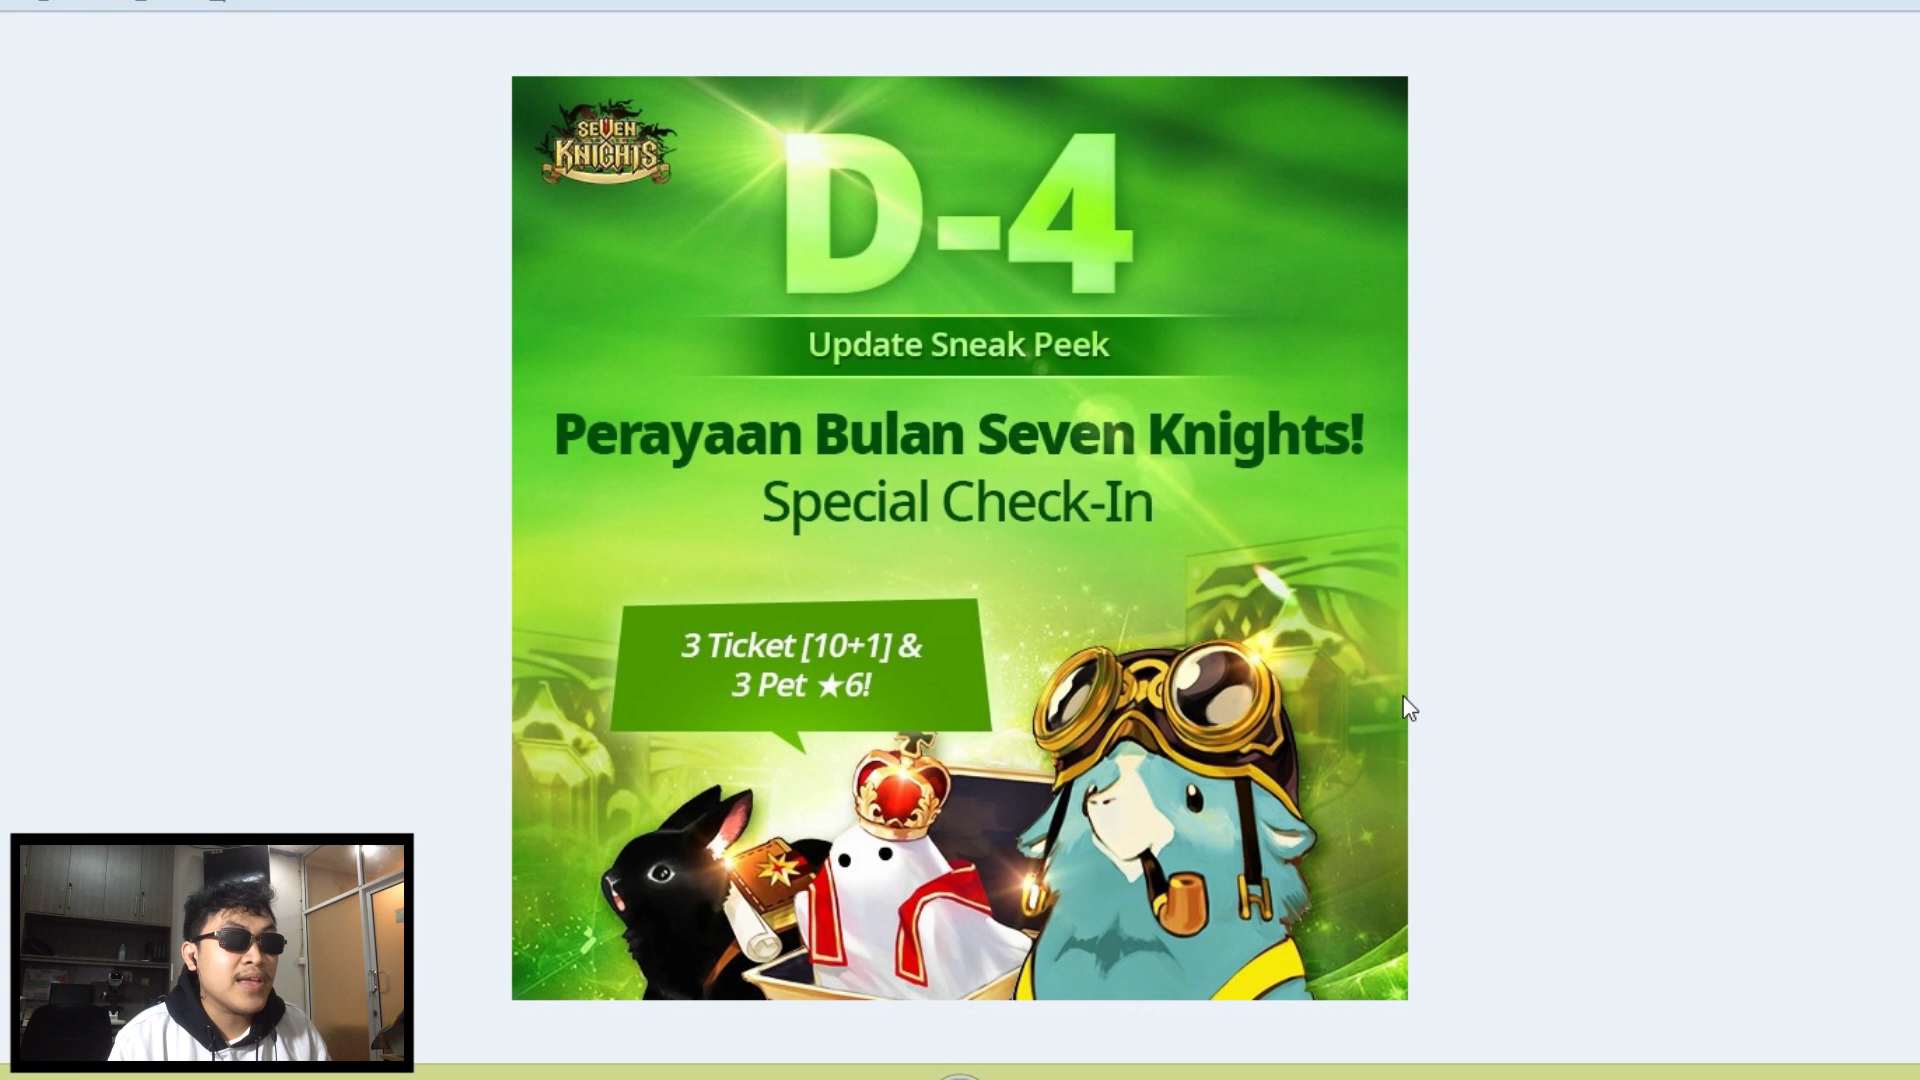 SEVEN
KNIGHTS
D-4
Update Sneak Peek
Perayaan Bulan Seven Knights!
Special Check-In
3 Ticket [10+1] &
3 Pet ★6!